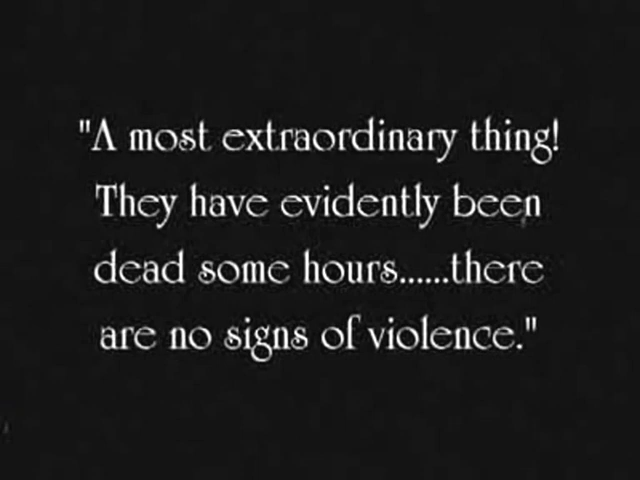 "A most extraordinary thing!
They have evidently been
dead some hours......there
are no signs of violence."